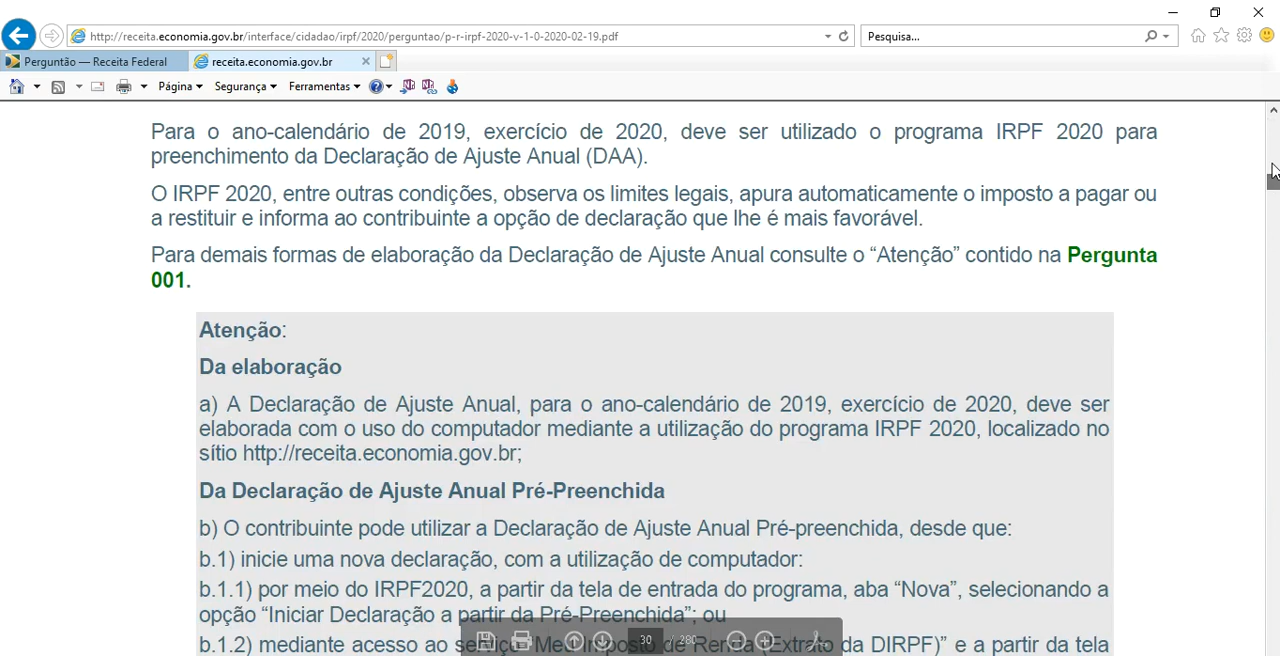 http://receita.economia.gov.br/interface/cidadao/irpf/2020/perguntao/p-r-irpf-2020-v-1-0-2020-02-19.pdf
Pesquisa...
Perguntão — Receita Federal
receita.economia.gov.br
Página
Segurança
Ferramentas
Para o ano-calendário de 2019, exercício de 2020, deve ser utilizado o programa IRPF 2020 para
preenchimento da Declaração de Ajuste Anual (DAA).
O IRPF 2020, entre outras condições, observa os limites legais, apura automaticamente o imposto a pagar ou
a restituir e informa ao contribuinte a opção de declaração que lhe é mais favorável.
Para demais formas de elaboração da Declaração de Ajuste Anual consulte o “Atenção” contido na Pergunta
001.
Atenção:
Da elaboração
a) A Declaração de Ajuste Anual, para o ano-calendário de 2019, exercício de 2020, deve ser
elaborada com o uso do computador mediante a utilização do programa IRPF 2020, localizado no
sítio http://receita.economia.gov.br;
Da Declaração de Ajuste Anual Pré-Preenchida
b) O contribuinte pode utilizar a Declaração de Ajuste Anual Pré-preenchida, desde que:
b.1) inicie uma nova declaração, com a utilização de computador:
b.1.1) por meio do IRPF2020, a partir da tela de entrada do programa, aba “Nova”, selecionando a
opção “Iniciar Declaração a partir da Pré-Preenchida”; ou
b.1.2) mediante acesso ao serviço “Meu Imposto de Renda (Extrato da DIRPF)” e a partir da tela
30 / 280